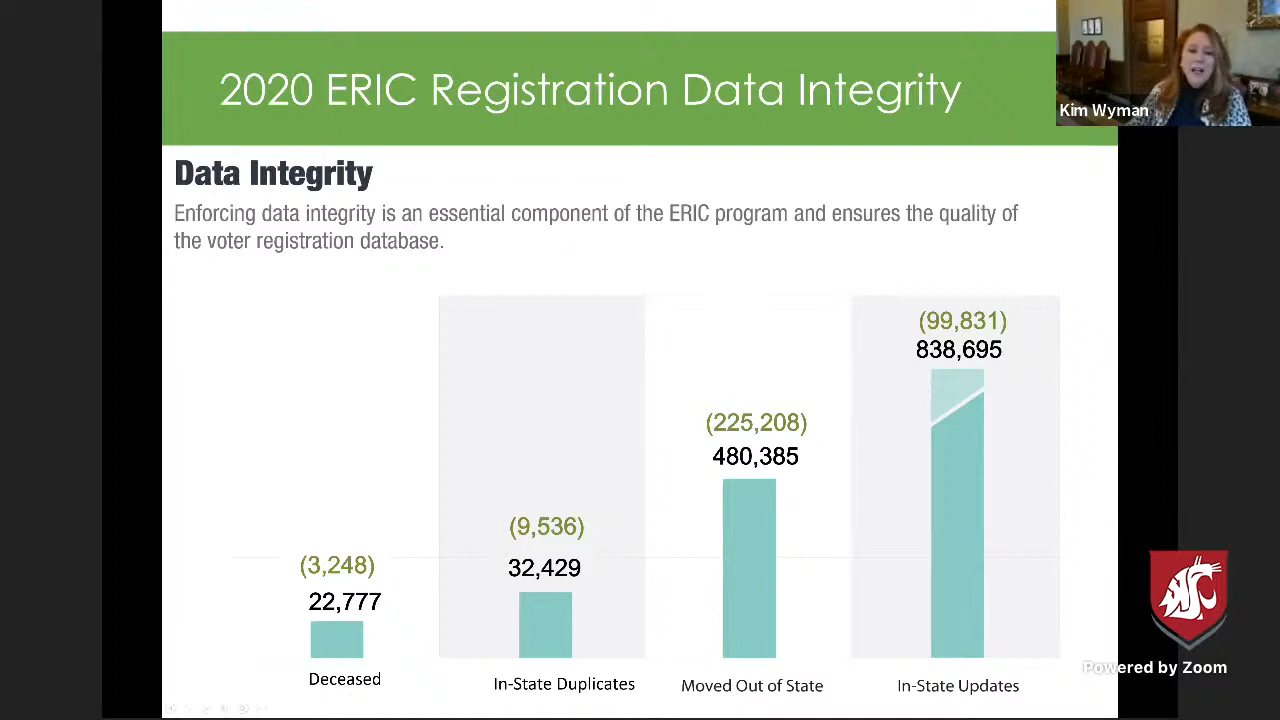 2020 ERIC Registration Data Integrity
Kim Wyman
Data Integrity
Enforcing data integrity is an essential component of the ERIC program and ensures the quality of
the voter registration database.
(3,248)
22,777
Deceased
(9,536)
32,429
In-State Duplicates
(225,208)
480,385
Moved Out of State
(99,831)
838,695
In-State Updates
Powered by Zoom